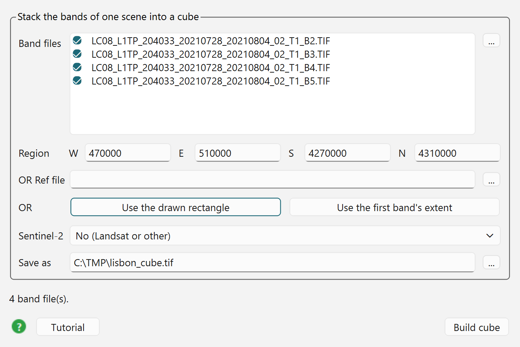 Stack the bands of one scene into a cube
Band files
LC08_L1TP_204033_20210728_20210804_02_T1_B2.TIF
...
LC08_L1TP_204033_20210728_20210804_02_T1_B3.TIF
LC08_L1TP_204033_20210728_20210804_02_T1_B4.TIF
LC08_L1TP_204033_20210728_20210804_02_T1_B5.TIF
Region W 470000 E 510000 S 4270000 N 4310000
OR Ref file ...
OR Use the drawn rectangle Use the first band's extent
Sentinel-2 No (Landsat or other)
Save as C:\TMP\lisbon_cube.tif ...
4 band file(s).
? Tutorial Build cube